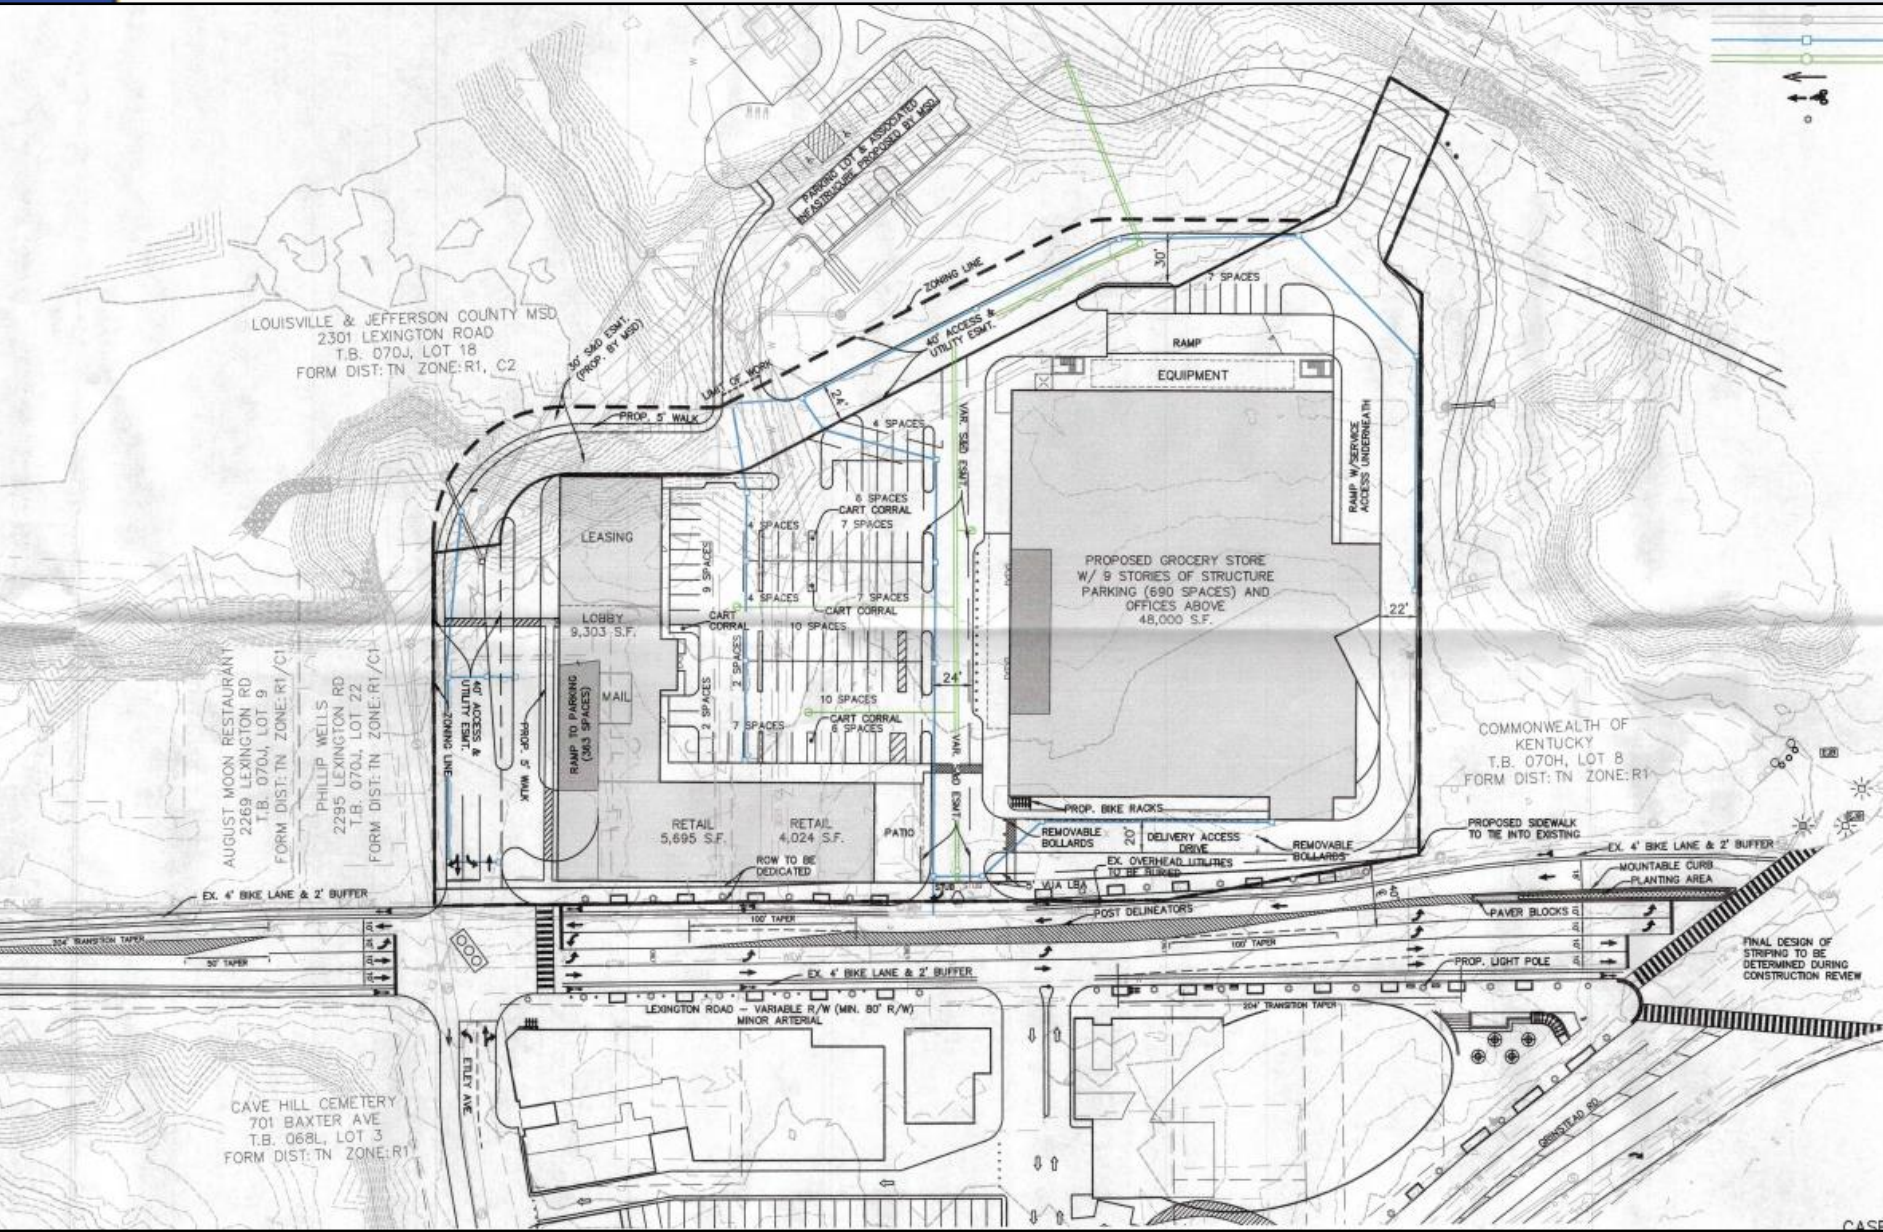 PARKING LOT & ASSOCIATED
INFASTRUCURE PROPOSED BY MSD
ZONING LINE
30'
7 SPACES
40' ACCESS &
UTILITY ESMT.
LOUISVILLE & JEFFERSON COUNTY MSD
2301 LEXINGTON ROAD
T.B. 070J, LOT 18
FORM DIST: TN ZONE: R1, C2
30' S&D ESMT.
(PROP. BY MSD)
LIMIT OF WORK
PROP. 5' WALK
24'
4 SPACES
VAR. S&D ESMT.
RAMP
EQUIPMENT
RAMP W/SERVICE
ACCESS UNDERNEATH
LEASING
8 SPACES
CART CORRAL
4 SPACES
7 SPACES
9 SPACES
4 SPACES
7 SPACES
CART CORRAL
LOBBY
9,303 S.F.
CART
CORRAL
10 SPACES
2 SPACES
PROPOSED GROCERY STORE
W/ 9 STORIES OF STRUCTURE
PARKING (690 SPACES) AND
OFFICES ABOVE
48,000 S.F.
22'
24'
MAIL
RAMP TO PARKING
(363 SPACES)
2 SPACES
10 SPACES
CART CORRAL
7 SPACES
6 SPACES
AUGUST MOON RESTAURANT
2269 LEXINGTON RD
T.B. 070J, LOT 9
FORM DIST: TN ZONE: R1/C1
PHILLIP WELLS
2295 LEXINGTON RD
T.B. 070J, LOT 22
FORM DIST: TN ZONE: R1/C1
ZONING LINE
40' ACCESS &
UTILITY ESMT.
PROP. 5' WALK
VAR. S&D ESMT.
COMMONWEALTH OF
KENTUCKY
T.B. 070H, LOT 8
FORM DIST: TN ZONE: R1
RETAIL
5,695 S.F.
RETAIL
4,024 S.F.
PATIO
PROP. BIKE RACKS
REMOVABLE
BOLLARDS
20'
DELIVERY ACCESS
DRIVE
REMOVABLE
BOLLARDS
PROPOSED SIDEWALK
TO TIE INTO EXISTING
ROW TO BE
DEDICATED
EX. OVERHEAD UTILITIES
TO BE BURIED
STUB
5' VUA LBA
40'
EX. 4' BIKE LANE & 2' BUFFER
MOUNTABLE CURB
PLANTING AREA
PAVER BLOCKS
EX. 4' BIKE LANE & 2' BUFFER
100' TAPER
POST DELINEATORS
100' TAPER
204' TRANSITION TAPER
50' TAPER
EX. 4' BIKE LANE & 2' BUFFER
PROP. LIGHT POLE
FINAL DESIGN OF
STRIPING TO BE
DETERMINED DURING
CONSTRUCTION REVIEW
LEXINGTON ROAD – VARIABLE R/W (MIN. 80' R/W)
MINOR ARTERIAL
204' TRANSITION TAPER
ETLEY AVE
CAVE HILL CEMETERY
701 BAXTER AVE
T.B. 068L, LOT 3
FORM DIST: TN ZONE: R1
GRINSTEAD RD.
CASE